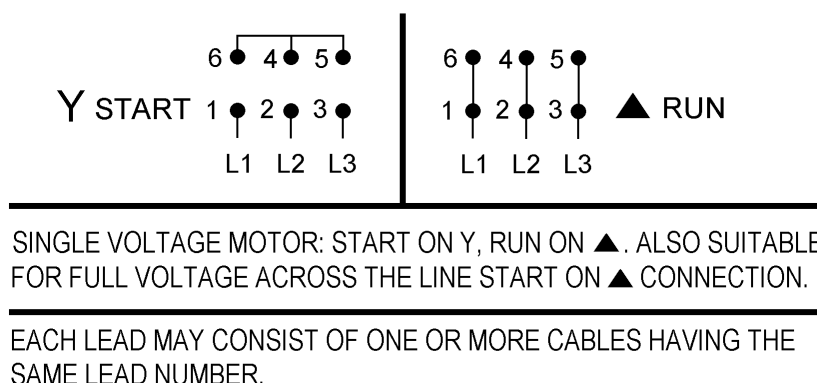 6 4 5
Y START 1 2 3
L1 L2 L3
6 4 5
1 2 3 ▲ RUN
L1 L2 L3
SINGLE VOLTAGE MOTOR: START ON Y, RUN ON ▲. ALSO SUITABLE
FOR FULL VOLTAGE ACROSS THE LINE START ON ▲ CONNECTION.
EACH LEAD MAY CONSIST OF ONE OR MORE CABLES HAVING THE
SAME LEAD NUMBER.